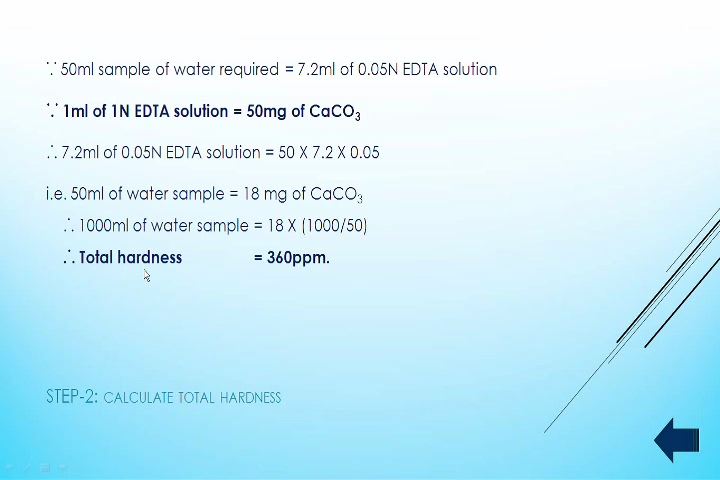 ∵ 50ml sample of water required = 7.2ml of 0.05N EDTA solution
∵ 1ml of 1N EDTA solution = 50mg of CaCO₃
∴ 7.2ml of 0.05N EDTA solution = 50 X 7.2 X 0.05
i.e. 50ml of water sample = 18 mg of CaCO₃
∴ 1000ml of water sample = 18 X (1000/50)
∴ Total hardness = 360ppm.
STEP-2: CALCULATE TOTAL HARDNESS